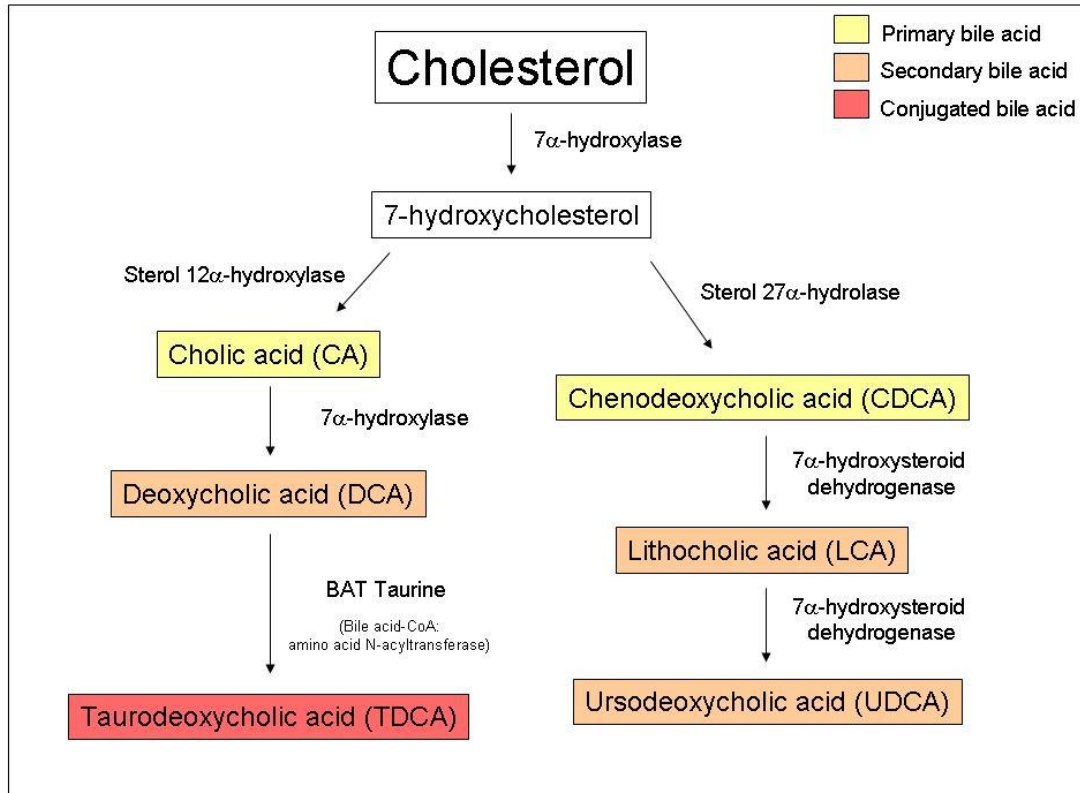 Cholesterol
Primary bile acid
Secondary bile acid
Conjugated bile acid
7α-hydroxylase
7-hydroxycholesterol
Sterol 12α-hydroxylase
Sterol 27α-hydrolase
Cholic acid (CA)
Chenodeoxycholic acid (CDCA)
7α-hydroxylase
7α-hydroxysteroid
dehydrogenase
Deoxycholic acid (DCA)
Lithocholic acid (LCA)
BAT Taurine
(Bile acid-CoA:
amino acid N-acyltransferase)
7α-hydroxysteroid
dehydrogenase
Taurodeoxycholic acid (TDCA)
Ursodeoxycholic acid (UDCA)